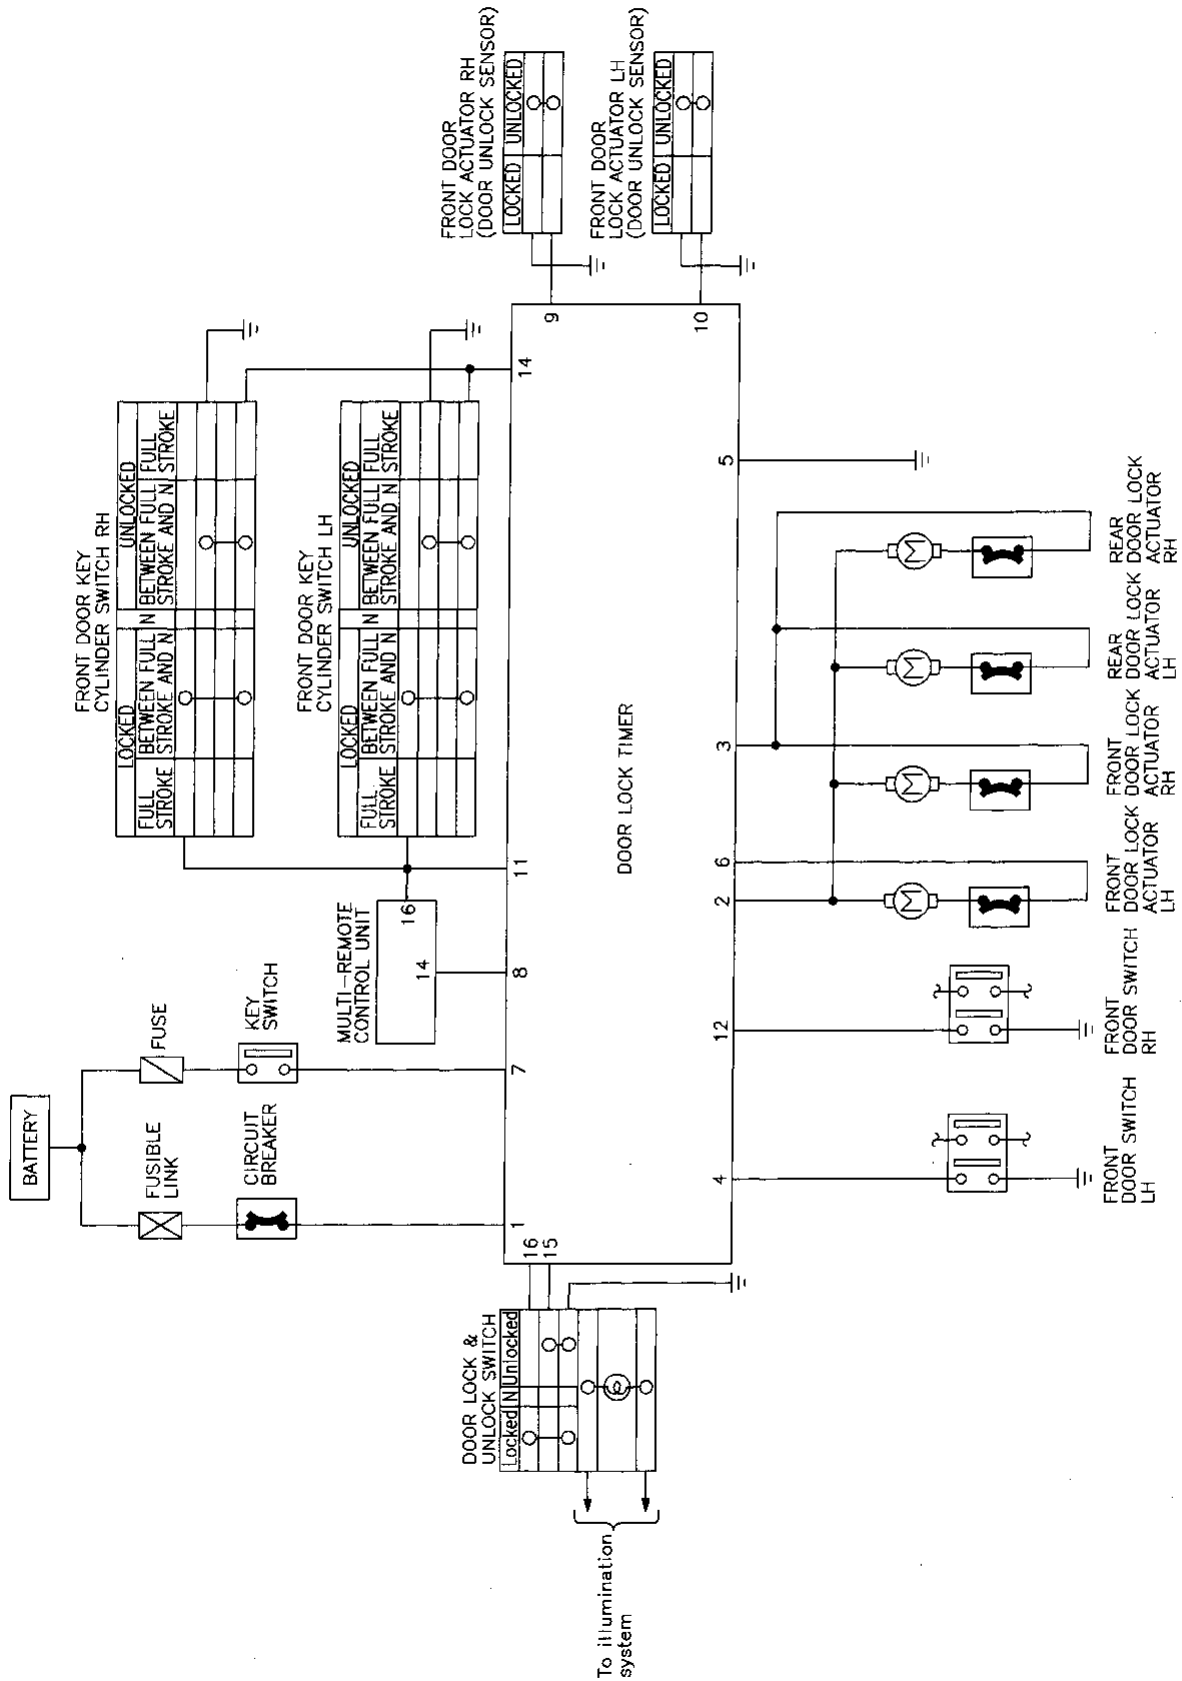 BATTERY
FUSIBLE
LINK
FUSE
CIRCUIT
BREAKER
KEY
SWITCH
MULTI-REMOTE
CONTROL UNIT
16
14
FRONT DOOR KEY
CYLINDER SWITCH RH
LOCKED
UNLOCKED
FULL
STROKE
BETWEEN FULL
STROKE AND N
N
BETWEEN FULL
STROKE AND N
FULL
STROKE
FRONT DOOR KEY
CYLINDER SWITCH LH
LOCKED
UNLOCKED
FULL
STROKE
BETWEEN FULL
STROKE AND N
N
BETWEEN FULL
STROKE AND N
FULL
STROKE
FRONT DOOR
LOCK ACTUATOR RH
(DOOR UNLOCK SENSOR)
LOCKED
UNLOCKED
FRONT DOOR
LOCK ACTUATOR LH
(DOOR UNLOCK SENSOR)
LOCKED
UNLOCKED
DOOR LOCK &
UNLOCK SWITCH
Locked
N
Unlocked
To illumination
system
1
7
8
11
14
16
15
9
10
DOOR LOCK TIMER
4
12
2
6
3
5
M
M
M
M
FRONT
DOOR SWITCH
LH
FRONT
DOOR SWITCH
RH
FRONT
DOOR LOCK
ACTUATOR
LH
FRONT
DOOR LOCK
ACTUATOR
RH
REAR
DOOR LOCK
ACTUATOR
LH
REAR
DOOR LOCK
ACTUATOR
RH